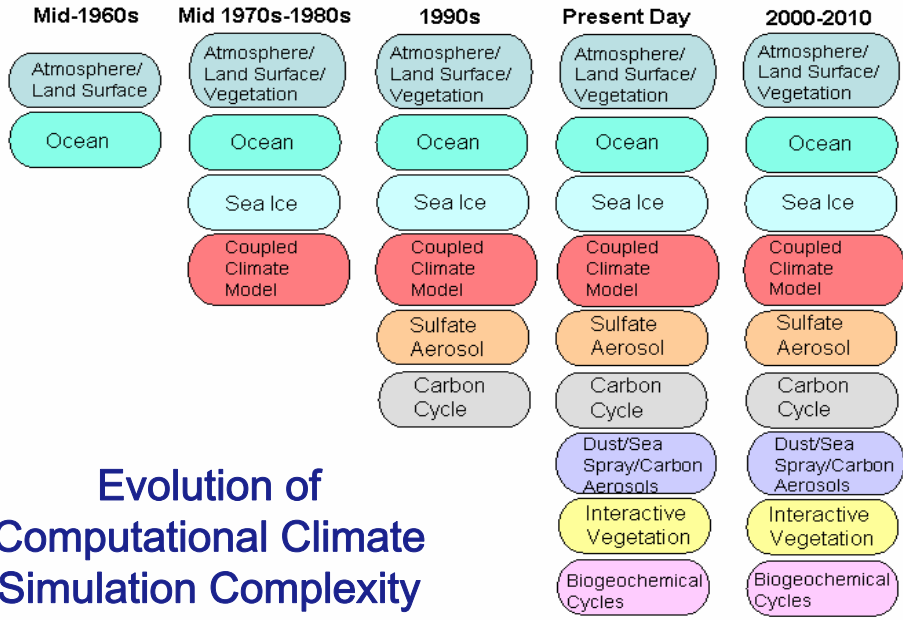 Mid-1960s
Atmosphere/
Land Surface
Ocean
Mid 1970s-1980s
Atmosphere/
Land Surface/
Vegetation
Ocean
Sea Ice
Coupled
Climate
Model
1990s
Atmosphere/
Land Surface/
Vegetation
Ocean
Sea Ice
Coupled
Climate
Model
Sulfate
Aerosol
Carbon
Cycle
Present Day
Atmosphere/
Land Surface/
Vegetation
Ocean
Sea Ice
Coupled
Climate
Model
Sulfate
Aerosol
Carbon
Cycle
Dust/Sea
Spray/Carbon
Aerosols
Interactive
Vegetation
Biogeochemical
Cycles
2000-2010
Atmosphere/
Land Surface/
Vegetation
Ocean
Sea Ice
Coupled
Climate
Model
Sulfate
Aerosol
Carbon
Cycle
Dust/Sea
Spray/Carbon
Aerosols
Interactive
Vegetation
Biogeochemical
Cycles
Evolution of
Computational Climate
Simulation Complexity